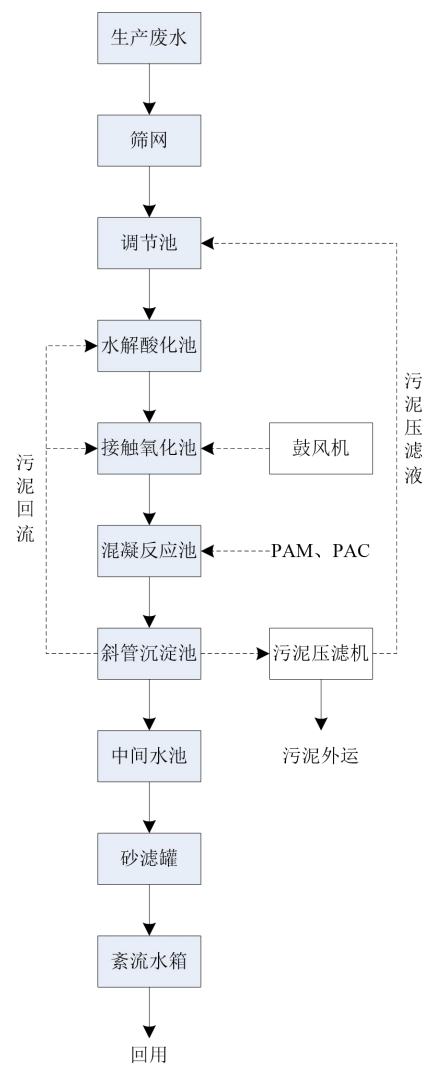 生产废水
筛网
调节池
水解酸化池
污泥压滤液
接触氧化池
鼓风机
污泥回流
混凝反应池
PAM、PAC
斜管沉淀池
污泥压滤机
中间水池
污泥外运
砂滤罐
紊流水箱
回用